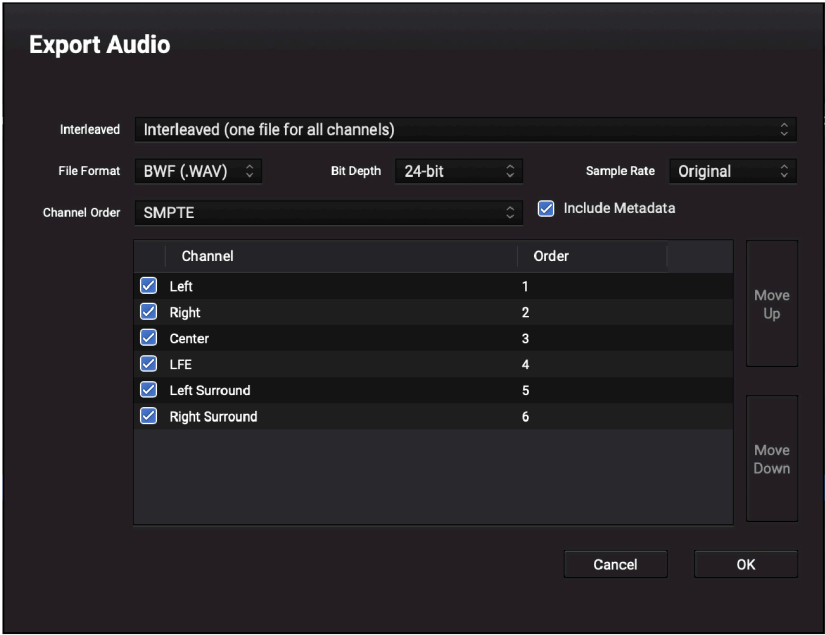 Export Audio
Interleaved Interleaved (one file for all channels)
File Format BWF (.WAV) Bit Depth 24-bit Sample Rate Original
Channel Order SMPTE Include Metadata
Channel Order
Left 1
Right 2
Center 3
LFE 4
Left Surround 5
Right Surround 6
Move
Up
Move
Down
Cancel OK